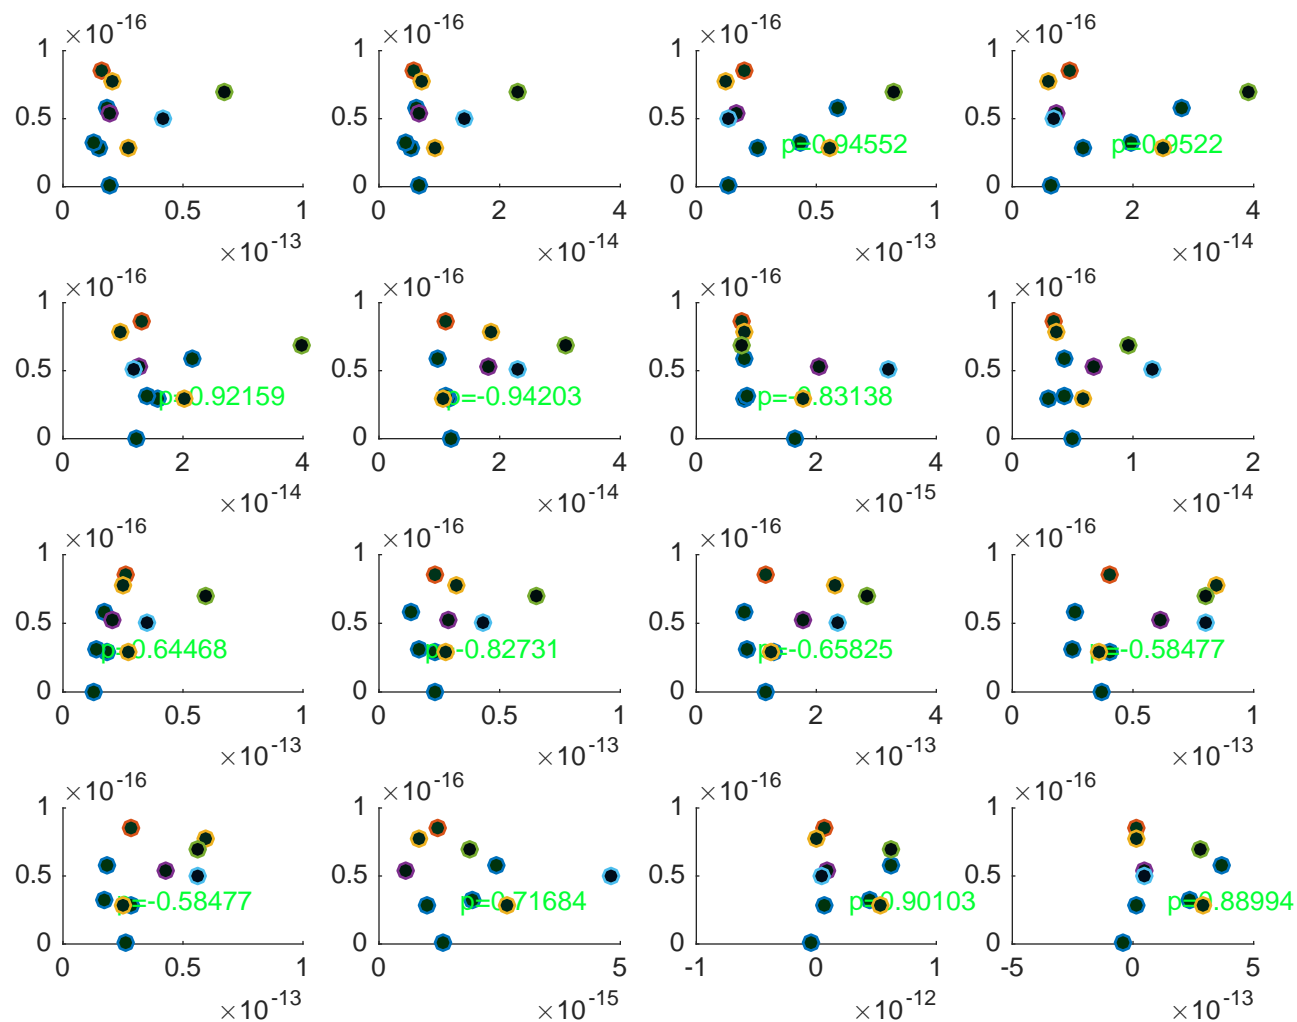 ×10-16 ×10-16 ×10-16 ×10-16
1 1 1 1
0.5 0.5 0.5 0.5
p=0.94552 p=0.9522
0 0 0 0
0 0.5 1 0 2 4 0 0.5 1 0 2 4
×10-13 ×10-14 ×10-13 ×10-14
×10-16 ×10-16 ×10-16 ×10-16
1 1 1 1
0.5 0.5 0.5 0.5
p=0.92159 p=-0.94203 p=-0.83138
0 0 0 0
0 2 4 0 2 4 0 2 4 0 1 2
×10-14 ×10-14 ×10-15 ×10-14
×10-16 ×10-16 ×10-16 ×10-16
1 1 1 1
0.5 0.5 0.5 0.5
p=0.64468 p=-0.82731 p=-0.65825 p=-0.58477
0 0 0 0
0 0.5 1 0 0.5 1 0 2 4 0 0.5 1
×10-13 ×10-13 ×10-13 ×10-13
×10-16 ×10-16 ×10-16 ×10-16
1 1 1 1
0.5 0.5 0.5 0.5
p=-0.58477 p=0.71684 p=0.90103 p=0.88994
0 0 0 0
0 0.5 1 0 5 -1 0 1 -5 0 5
×10-13 ×10-15 ×10-12 ×10-13